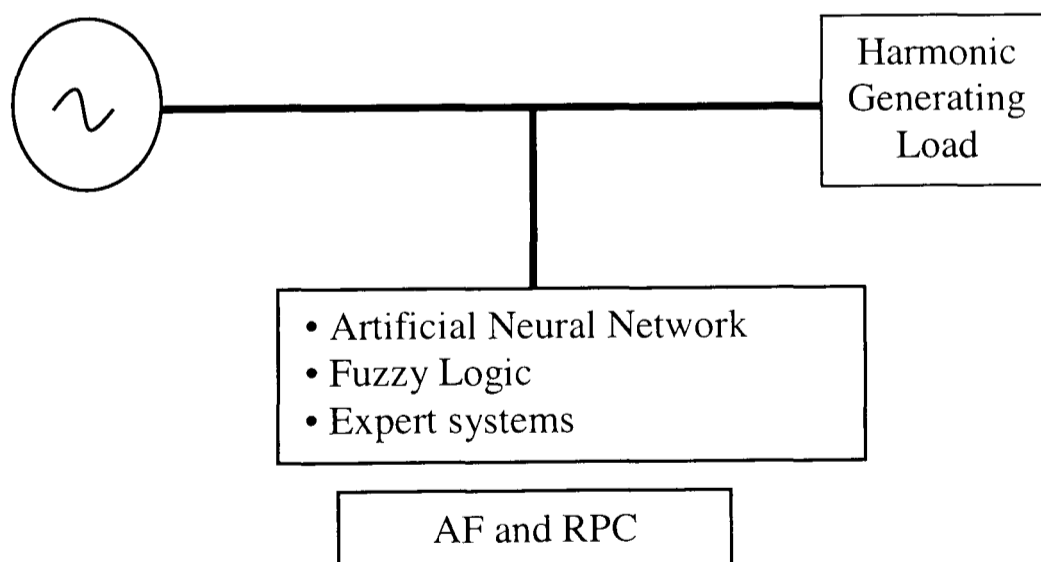 Harmonic
Generating
Load
• Artificial Neural Network
• Fuzzy Logic
• Expert systems
AF and RPC